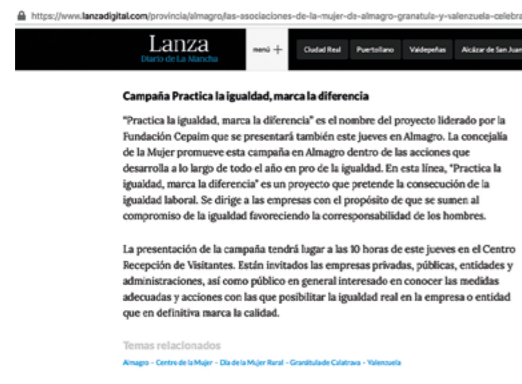 https://www.lanzadigital.com/provincia/almagro/las-asociaciones-de-la-mujer-de-almagro-granatula-y-valenzuela-celebra
Lanza
Diario de La Mancha
menú +
Ciudad Real
Puertollano
Valdepeñas
Alcázar de San Juan
Campaña Practica la igualdad, marca la diferencia
"Practica la igualdad, marca la diferencia" es el nombre del proyecto liderado por la
Fundación Cepaim que se presentará también este jueves en Almagro. La concejalía
de la Mujer promueve esta campaña en Almagro dentro de las acciones que
desarrolla a lo largo de todo el año en pro de la igualdad. En esta línea, "Practica la
igualdad, marca la diferencia" es un proyecto que pretende la consecución de la
igualdad laboral. Se dirige a las empresas con el propósito de que se sumen al
compromiso de la igualdad favoreciendo la corresponsabilidad de los hombres.
La presentación de la campaña tendrá lugar a las 10 horas de este jueves en el Centro
Recepción de Visitantes. Están invitados las empresas privadas, públicas, entidades y
administraciones, así como público en general interesado en conocer las medidas
adecuadas y acciones con las que posibilitar la igualdad real en la empresa o entidad
que en definitiva marca la calidad.
Temas relacionados
Almagro - Centro de la Mujer - Día de la Mujer Rural - Granátula de Calatrava - Valenzuela